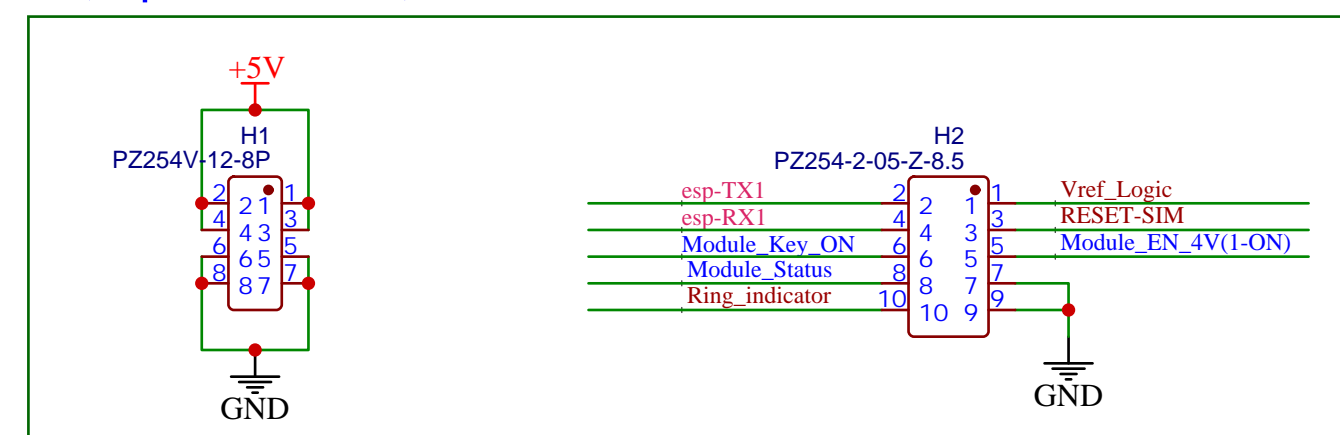 +5V
H1
PZ254V-12-8P
2 1
2 1
4 3
4 3
6 5
6 5
8 7
8 7
GND
H2
PZ254-2-05-Z-8.5
esp-TX1 2 2 1 1 Vref_Logic
esp-RX1 4 4 3 3 RESET-SIM
Module_Key_ON 6 6 5 5 Module_EN_4V(1-ON)
Module_Status 8 8 7 7
Ring_indicator 10 10 9 9
GND